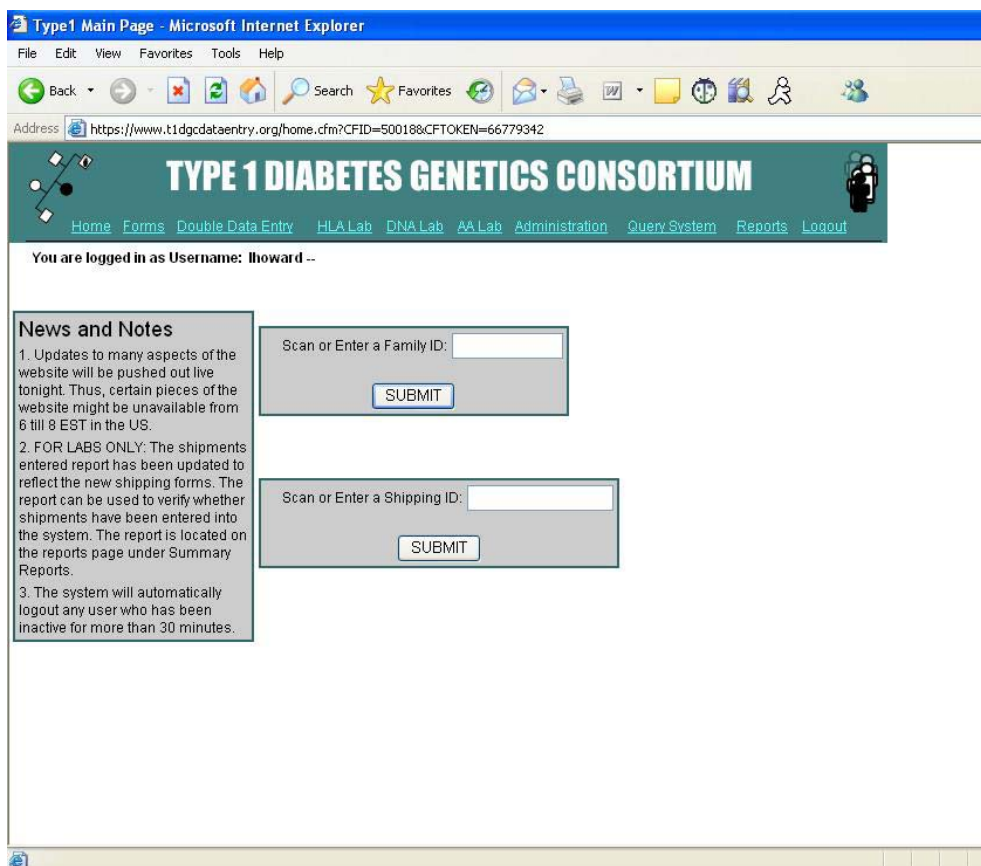 Type1 Main Page - Microsoft Internet Explorer
File Edit View Favorites Tools Help
Back Search Favorites
Address https://www.t1dgcdataentry.org/home.cfm?CFID=50018&CFTOKEN=66779342
TYPE 1 DIABETES GENETICS CONSORTIUM
Home Forms Double Data Entry HLA Lab DNA Lab AA Lab Administration Query System Reports Logout
You are logged in as Username: lhoward --
News and Notes
1. Updates to many aspects of the
website will be pushed out live
tonight. Thus, certain pieces of the
website might be unavailable from
6 till 8 EST in the US.
2. FOR LABS ONLY: The shipments
entered report has been updated to
reflect the new shipping forms. The
report can be used to verify whether
shipments have been entered into
the system. The report is located on
the reports page under Summary
Reports.
3. The system will automatically
logout any user who has been
inactive for more than 30 minutes.
Scan or Enter a Family ID:
SUBMIT
Scan or Enter a Shipping ID:
SUBMIT